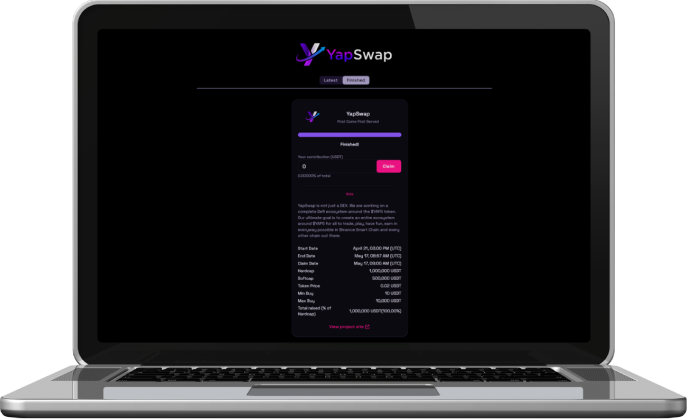 YapSwap
Latest
Finished
YapSwap
First Come First Served
Finished!
Your contribution (USDT)
0
Claim
0.00000% of total
Info
YapSwap is not just a DEX. We are working on a
complete Defi ecosystem around the $YAPS token.
Our ultimate goal is to create an entire ecosystem
around $YAPS for all to trade, play, have fun, earn in
everyway possible in Binance Smart Chain and every
other chain out there.
Start Date April 21, 03:00 PM (UTC)
End Date May 17, 08:57 AM (UTC)
Claim Date May 17, 09:00 AM (UTC)
Hardcap 1,000,000 USDT
Softcap 500,000 USDT
Token Price 0.02 USDT
Min Buy 10 USDT
Max Buy 10,000 USDT
Total raised (% of
Hardcap) 1,000,000 USDT(100.00%)
View project site